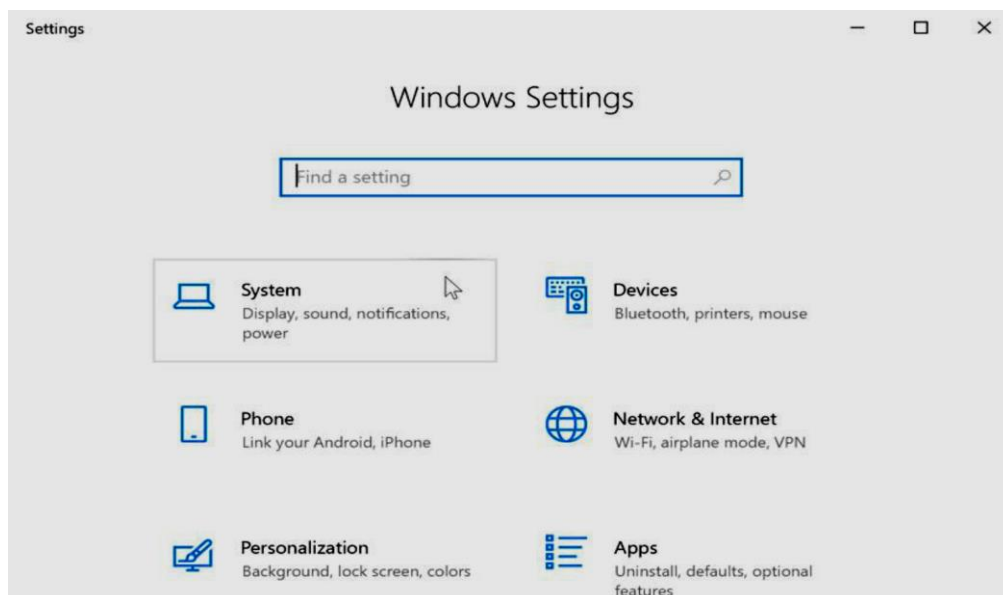 Settings
Windows Settings
Find a setting
System
Display, sound, notifications,
power
Devices
Bluetooth, printers, mouse
Phone
Link your Android, iPhone
Network & Internet
Wi-Fi, airplane mode, VPN
Personalization
Background, lock screen, colors
Apps
Uninstall, defaults, optional
features